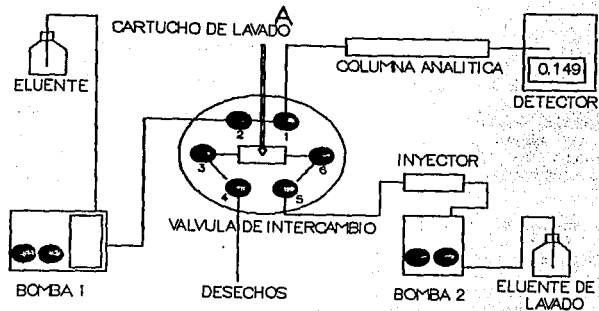 A
CARTUCHO DE LAVADO
ELUENTE
COLUMNA ANALITICA
0.149
DETECTOR
2
1
3
6
4
5
INYECTOR
VALVULA DE INTERCAMBIO
BOMBA 1
DESECHOS
BOMBA 2
ELUENTE DE
LAVADO